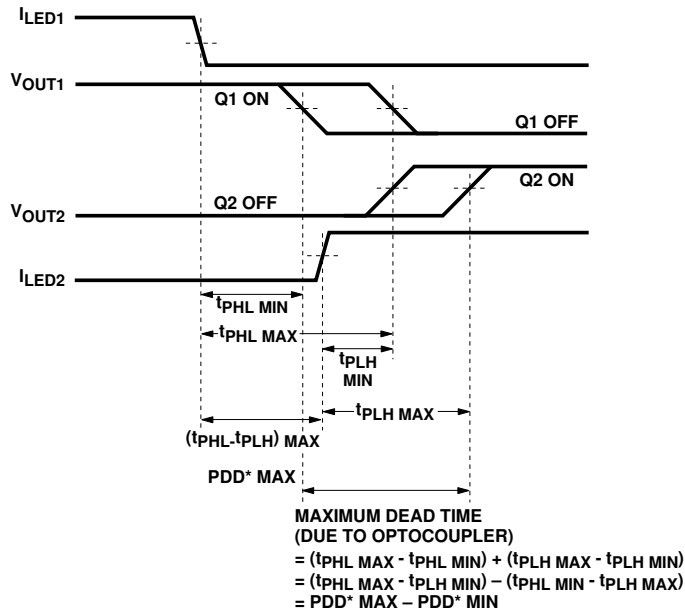 ILED1
VOUT1
Q1 ON
Q1 OFF
Q2 OFF
Q2 ON
VOUT2
ILED2
tPHL MIN
tPHL MAX
tPLH
MIN
tPLH MAX
(tPHL-tPLH) MAX
PDD* MAX
MAXIMUM DEAD TIME
(DUE TO OPTOCOUPLER)
= (tPHL MAX - tPHL MIN) + (tPLH MAX - tPLH MIN)
= (tPHL MAX - tPLH MIN) – (tPHL MIN - tPLH MAX)
= PDD* MAX – PDD* MIN